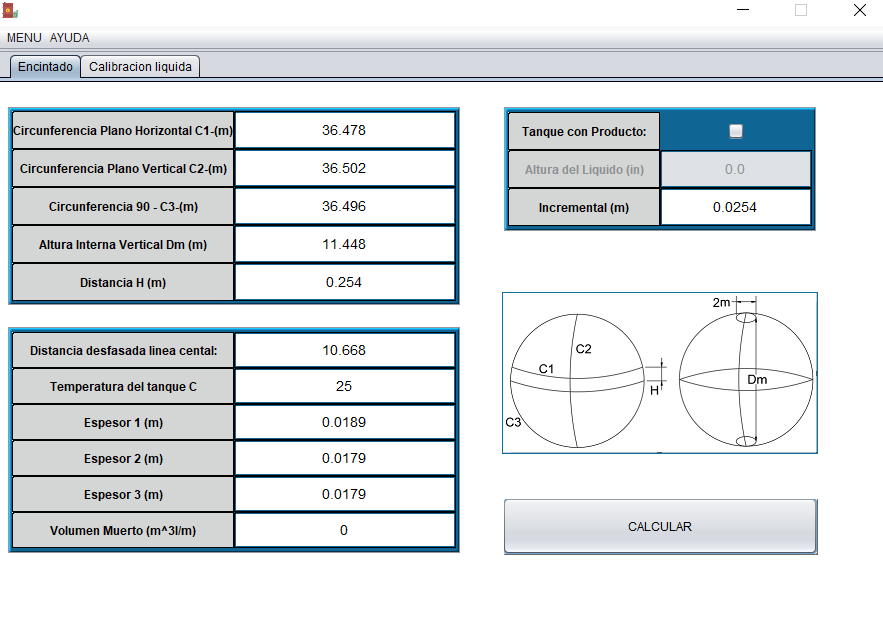 MENU AYUDA
Encintado Calibracion liquida
Circunferencia Plano Horizontal C1-(m) 36.478
Circunferencia Plano Vertical C2-(m) 36.502
Circunferencia 90 - C3-(m) 36.496
Altura Interna Vertical Dm (m) 11.448
Distancia H (m) 0.254
Distancia desfasada linea cental: 10.668
Temperatura del tanque C 25
Espesor 1 (m) 0.0189
Espesor 2 (m) 0.0179
Espesor 3 (m) 0.0179
Volumen Muerto (m^3l/m) 0
Tanque con Producto:
Altura del Liquido (in) 0.0
Incremental (m) 0.0254
2m
C2
C1
Dm
H
C3
CALCULAR